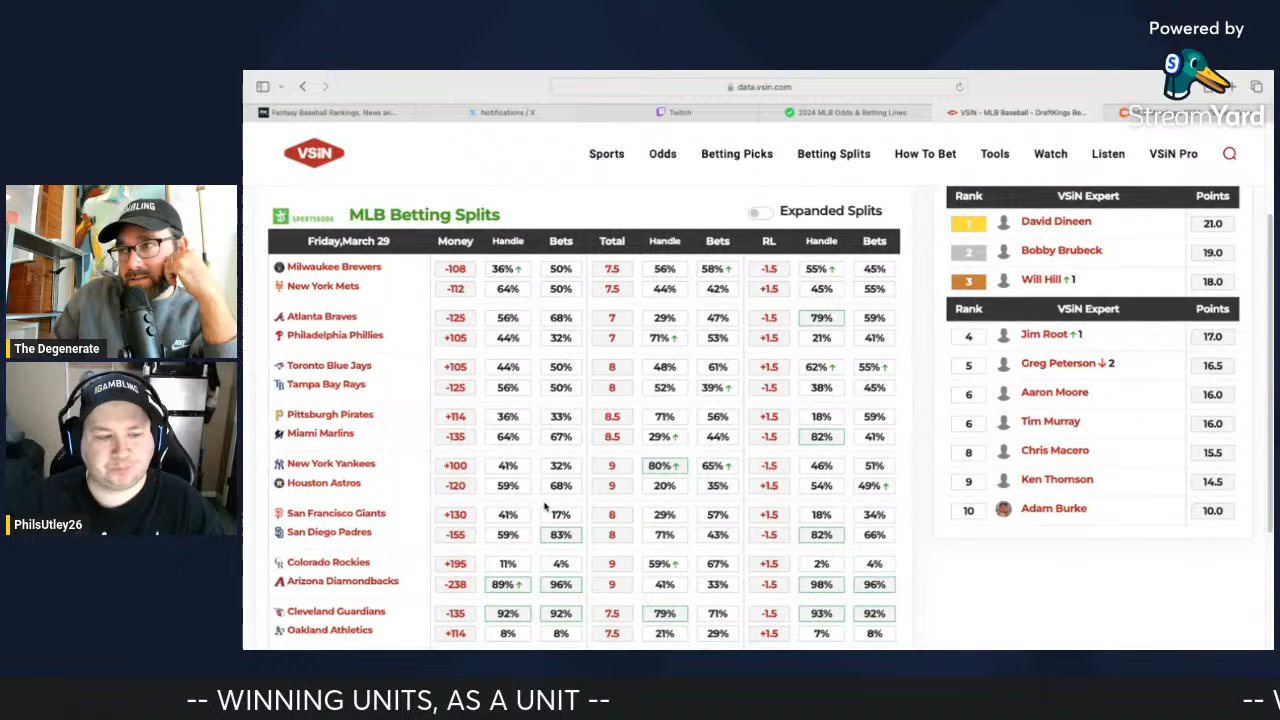 Powered by
S
StreamYard
data.vsin.com
Fantasy Baseball Rankings, News an...
Notifications / X
Twitch
2024 MLB Odds & Betting Lines
VSiN - MLB Baseball - DraftKings Be...
VSiN
Sports Odds Betting Picks Betting Splits How To Bet Tools Watch Listen VSiN Pro
SPORTSBOOK MLB Betting Splits Expanded Splits
Friday,March 29 Money Handle Bets Total Handle Bets RL Handle Bets
Milwaukee Brewers -108 36%↑ 50% 7.5 56% 58%↑ -1.5 55%↑ 45%
New York Mets -112 64% 50% 7.5 44% 42% +1.5 45% 55%
Atlanta Braves -125 56% 68% 7 29% 47% -1.5 79% 59%
Philadelphia Phillies +105 44% 32% 7 71%↑ 53% +1.5 21% 41%
Toronto Blue Jays +105 44% 50% 8 48% 61% +1.5 62%↑ 55%↑
Tampa Bay Rays -125 56% 50% 8 52% 39%↑ -1.5 38% 45%
Pittsburgh Pirates +114 36% 33% 8.5 71% 56% +1.5 18% 59%
Miami Marlins -135 64% 67% 8.5 29%↑ 44% -1.5 82% 41%
New York Yankees +100 41% 32% 9 80%↑ 65%↑ -1.5 46% 51%
Houston Astros -120 59% 68% 9 20% 35% +1.5 54% 49%↑
San Francisco Giants +130 41% 17% 8 29% 57% +1.5 18% 34%
San Diego Padres -155 59% 83% 8 71% 43% -1.5 82% 66%
Colorado Rockies +195 11% 4% 9 59%↑ 67% +1.5 2% 4%
Arizona Diamondbacks -238 89%↑ 96% 9 41% 33% -1.5 98% 96%
Cleveland Guardians -135 92% 92% 7.5 79% 71% -1.5 93% 92%
Oakland Athletics +114 8% 8% 7.5 21% 29% +1.5 7% 8%
Rank VSiN Expert Points
1 David Dineen 21.0
2 Bobby Brubeck 19.0
3 Will Hill ↑1 18.0
Rank VSiN Expert Points
4 Jim Root ↑1 17.0
5 Greg Peterson ↓2 16.5
6 Aaron Moore 16.0
6 Tim Murray 16.0
8 Chris Macero 15.5
9 Ken Thomson 14.5
10 Adam Burke 10.0
The Degenerate
GAMBLING
PhilsUtley26
-- WINNING UNITS, AS A UNIT --